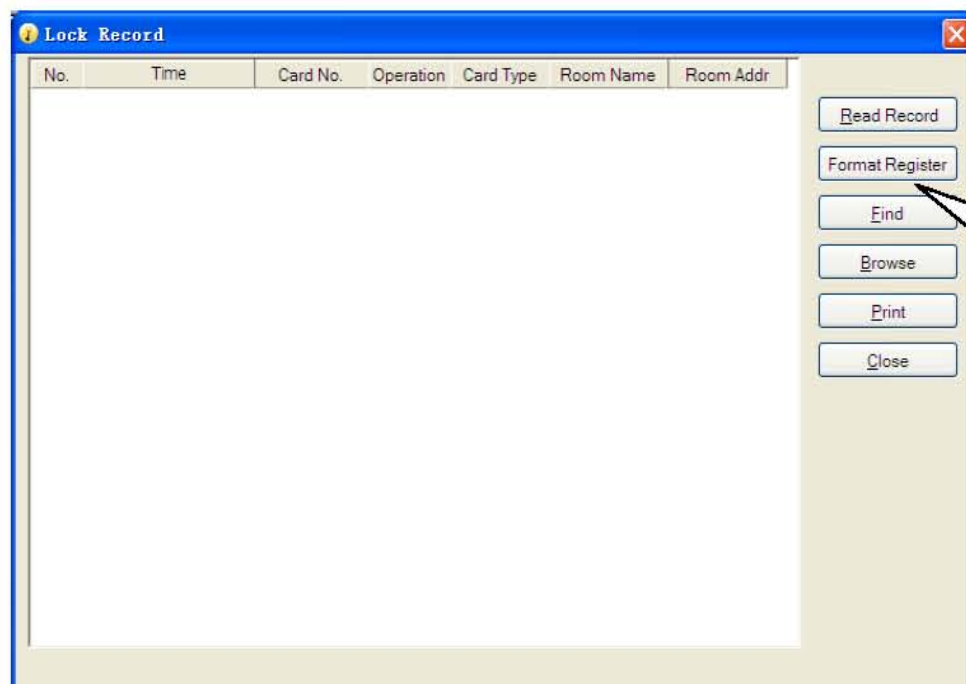 Lock Record
No. Time Card No. Operation Card Type Room Name Room Addr
Read Record
Format Register
Find
Browse
Print
Close